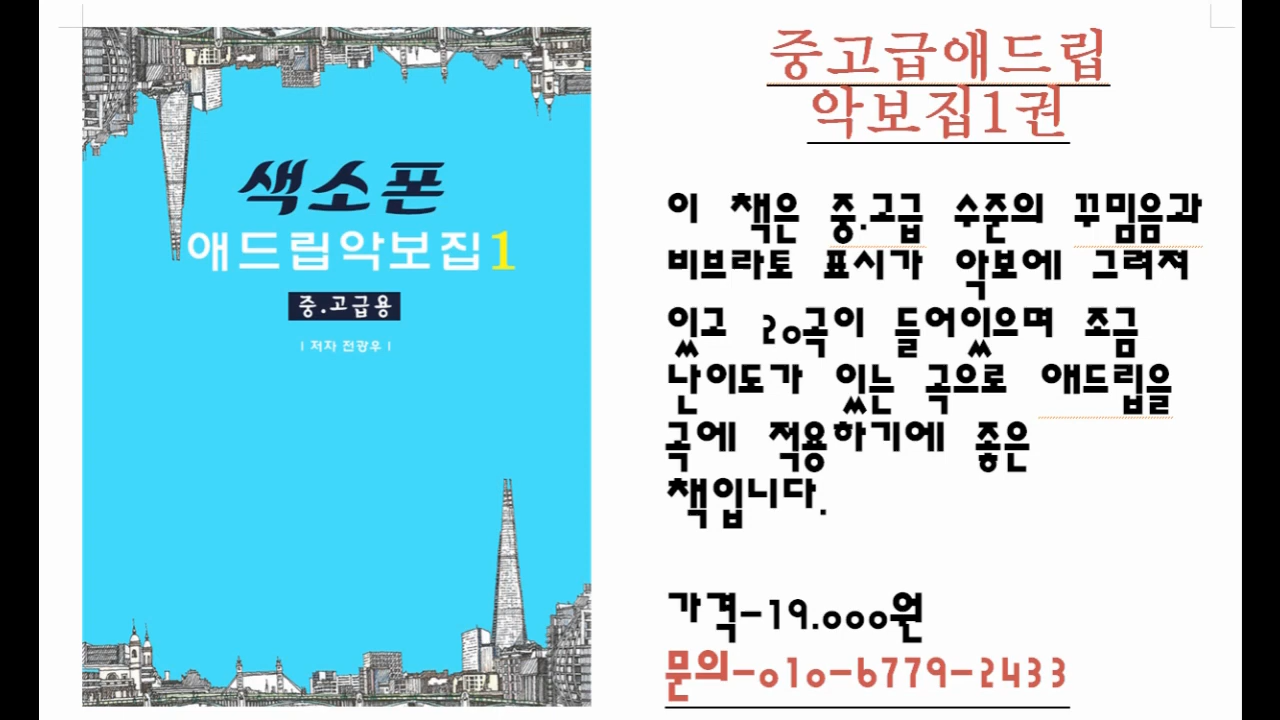 색소폰
애드립악보집1
중.고급용
| 저자 전광우 |
중고급애드립
악보집1권
이 책은 중.고급 수준의 꾸밈음과
비브라토 표시가 악보에 그려져
있고 20곡이 들어있으며 조금
난이도가 있는 곡으로 애드립을
곡에 적용하기에 좋은
책입니다.
가격-19.000원
문의-010-6779-2433